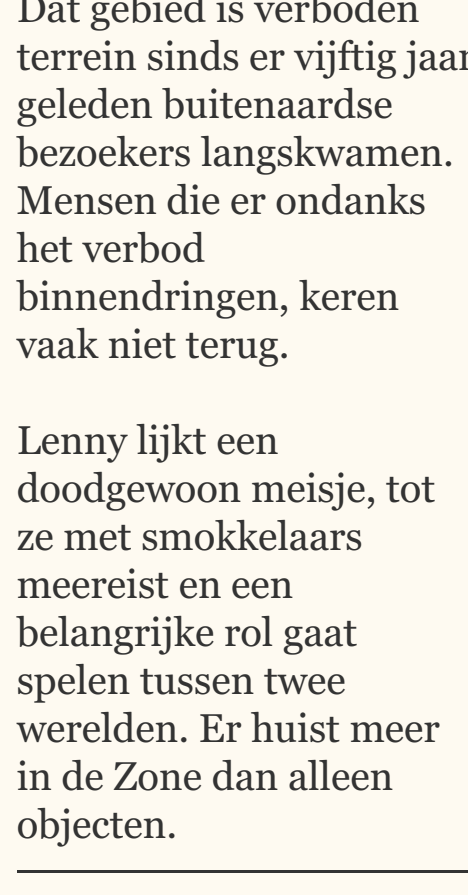 Dat gebied is verboden
terrein sinds er vijftig jaar
geleden buitenaardse
bezoekers langskwamen.
Mensen die er ondanks
het verbod
binnendringen, keren
vaak niet terug.
Lenny lijkt een
doodgewoon meisje, tot
ze met smokkelaars
meereist en een
belangrijke rol gaat
spelen tussen twee
werelden. Er huist meer
in de Zone dan alleen
objecten.